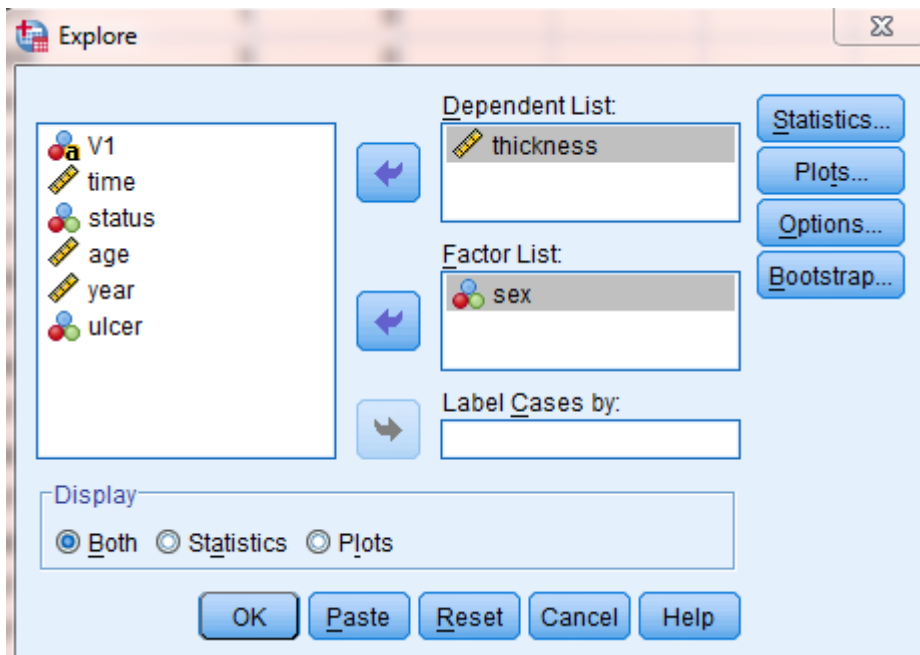 Explore
V1
time
status
age
year
ulcer
Dependent List:
thickness
Factor List:
sex
Label Cases by:
Statistics...
Plots...
Options...
Bootstrap...
Display
Both Statistics Plots
OK Paste Reset Cancel Help